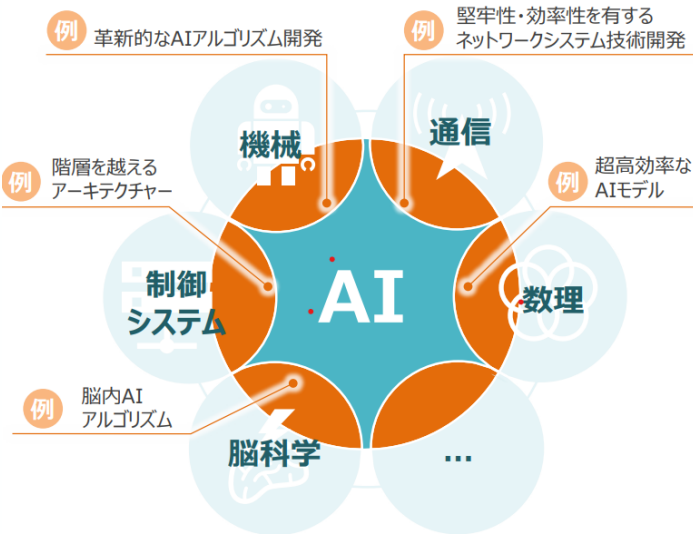 例
革新的なAIアルゴリズム開発
例
堅牢性・効率性を有する
ネットワークシステム技術開発
機械
通信
例
階層を越える
アーキテクチャー
例
超高効率な
AIモデル
制御
システム
AI
数理
例
脳内AI
アルゴリズム
脳科学
...